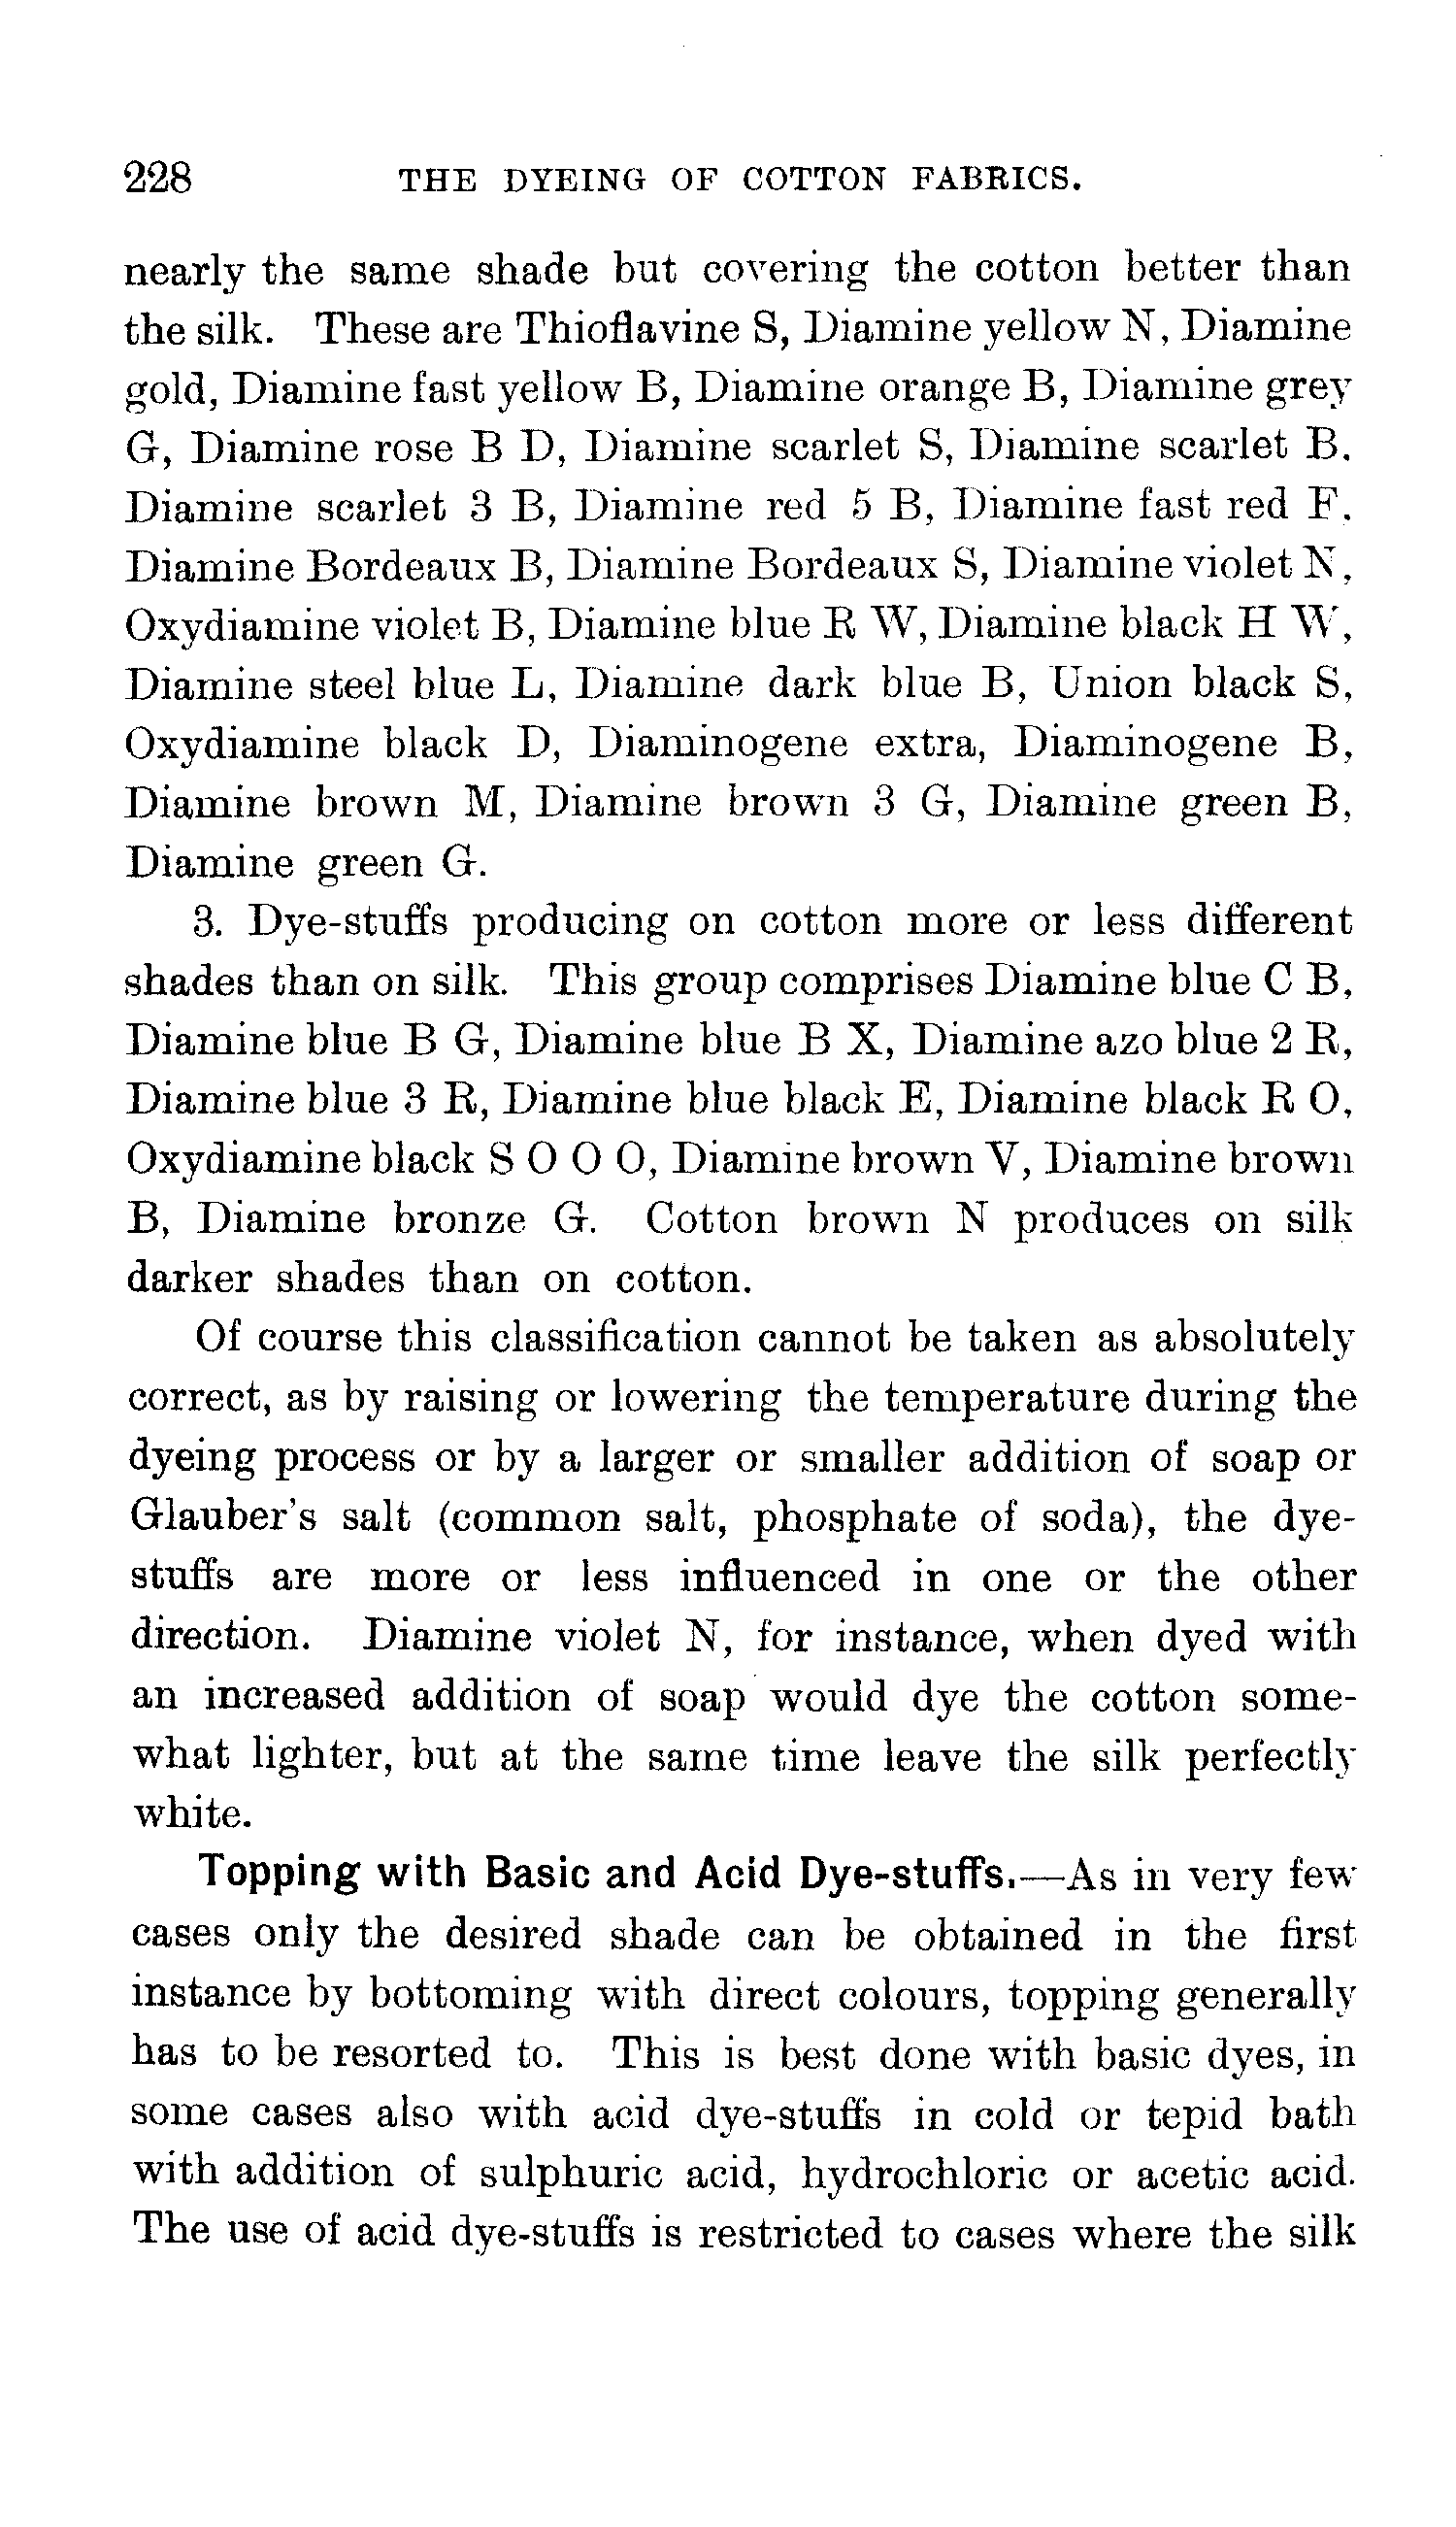 228 THE DYEING OF COTTON FABRICS.
nearly the same shade but covering the cotton better than
the silk. These are Thioflavine S, Diamine yellow N, Diamine
gold, Diamine fast yellow B, Diamine orange B, Diamine grey
G, Diamine rose B D, Diamine scarlet S, Diamine scarlet B.
Diamine scarlet 3 B, Diamine red 5 B, Diamine fast red F.
Diamine Bordeaux B, Diamine Bordeaux S, Diamine violet N,
Oxydiamine violet B, Diamine blue R W, Diamine black H W,
Diamine steel blue L, Diamine dark blue B, Union black S,
Oxydiamine black D, Diaminogene extra, Diaminogene B,
Diamine brown M, Diamine brown 3 G, Diamine green B,
Diamine green G.
3. Dye-stuffs producing on cotton more or less different
shades than on silk. This group comprises Diamine blue C B,
Diamine blue B G, Diamine blue B X, Diamine azo blue 2 R,
Diamine blue 3 R, Diamine blue black E, Diamine black R O,
Oxydiamine black S O O O, Diamine brown V, Diamine brown
B, Diamine bronze G. Cotton brown N produces on silk
darker shades than on cotton.
Of course this classification cannot be taken as absolutely
correct, as by raising or lowering the temperature during the
dyeing process or by a larger or smaller addition of soap or
Glauber's salt (common salt, phosphate of soda), the dye-
stuffs are more or less influenced in one or the other
direction. Diamine violet N, for instance, when dyed with
an increased addition of soap would dye the cotton some-
what lighter, but at the same time leave the silk perfectly
white.
Topping with Basic and Acid Dye-stuffs.—As in very few
cases only the desired shade can be obtained in the first
instance by bottoming with direct colours, topping generally
has to be resorted to. This is best done with basic dyes, in
some cases also with acid dye-stuffs in cold or tepid bath
with addition of sulphuric acid, hydrochloric or acetic acid.
The use of acid dye-stuffs is restricted to cases where the silk